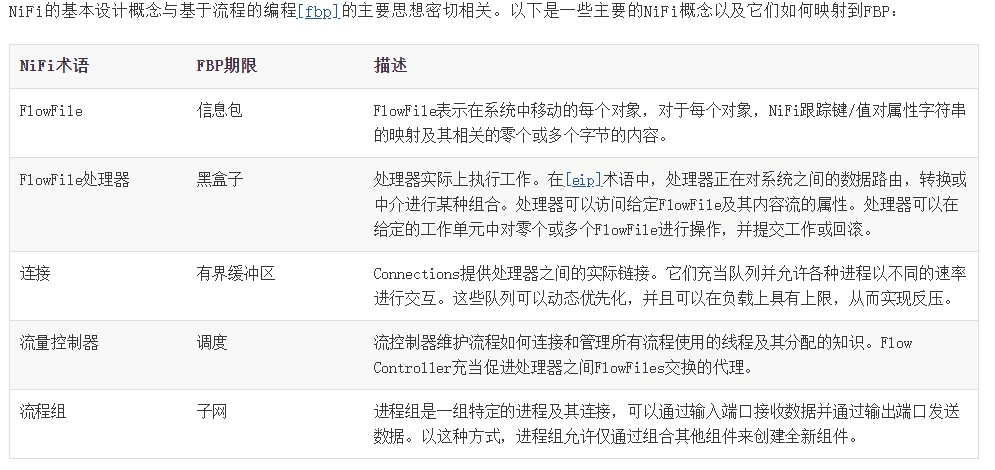 NiFi的基本设计概念与基于流程的编程[fbp]的主要思想密切相关。以下是一些主要的NiFi概念以及它们如何映射到FBP：
NiFi术语 FBP期限 描述
FlowFile 信息包 FlowFile表示在系统中移动的每个对象，对于每个对象，NiFi跟踪键/值对属性字符串
的映射及其相关的零个或多个字节的内容。
FlowFile处理器 黑盒子 处理器实际上执行工作。在[eip]术语中，处理器正在对系统之间的数据路由，转换或
中介进行某种组合。处理器可以访问给定FlowFile及其内容流的属性。处理器可以在
给定的工作单元中对零个或多个FlowFile进行操作，并提交工作或回滚。
连接 有界缓冲区 Connections提供处理器之间的实际链接。它们充当队列并允许各种进程以不同的速率
进行交互。这些队列可以动态优先化，并且可以在负载上具有上限，从而实现反压。
流量控制器 调度 流控制器维护流程如何连接和管理所有流程使用的线程及其分配的知识。Flow
Controller充当促进处理器之间FlowFiles交换的代理。
流程组 子网 进程组是一组特定的进程及其连接，可以通过输入端口接收数据并通过输出端口发送
数据。以这种方式，进程组允许仅通过组合其他组件来创建全新组件。